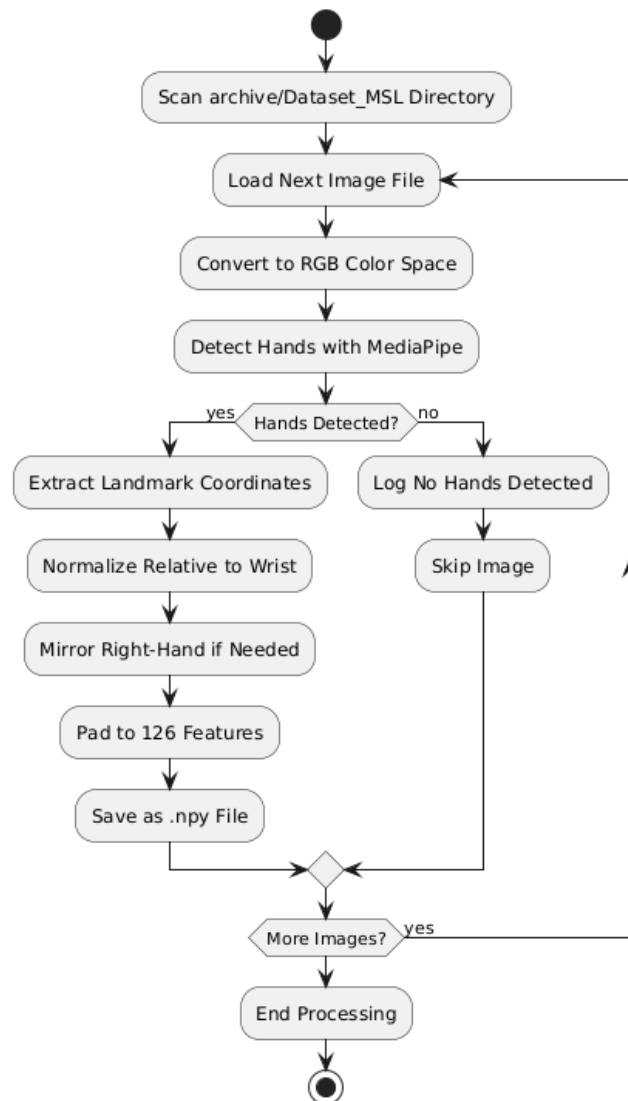 Scan archive/Dataset_MSL Directory
Load Next Image File
Convert to RGB Color Space
Detect Hands with MediaPipe
yes
Hands Detected?
no
Extract Landmark Coordinates
Log No Hands Detected
Normalize Relative to Wrist
Skip Image
Mirror Right-Hand if Needed
Pad to 126 Features
Save as .npy File
More Images?
yes
End Processing